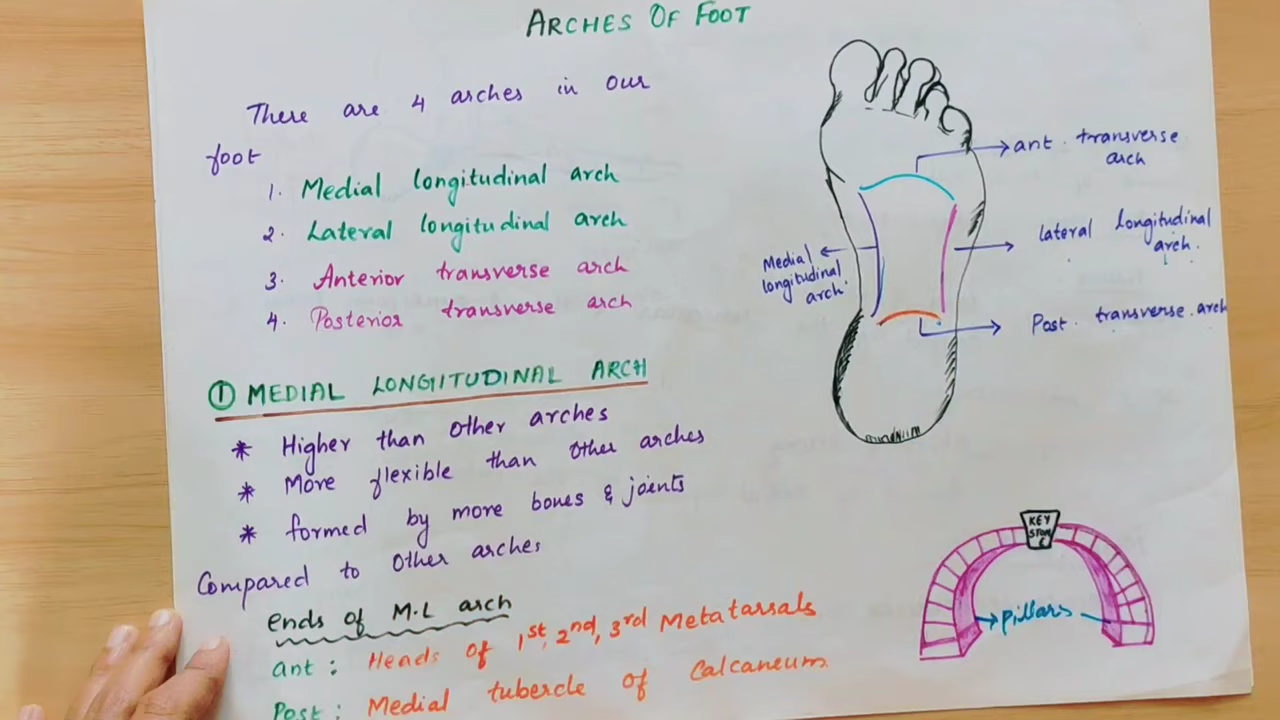 ARCHES OF FOOT
There are 4 arches in our
foot
1. Medial longitudinal arch
2. Lateral longitudinal arch
3. Anterior transverse arch
4. Posterior transverse arch
① MEDIAL LONGITUDINAL ARCH
* Higher than other arches
* More flexible than other arches
* formed by more bones & joints
Compared to other arches
Ends of M.L arch
ant : Heads of 1st, 2nd, 3rd Metatarsals
Post : Medial tubercle of Calcaneum
ant. transverse
arch
Medial
longitudinal
arch.
lateral longitudinal
arch.
Post. transverse arch
KEY
STON
E
Pillars